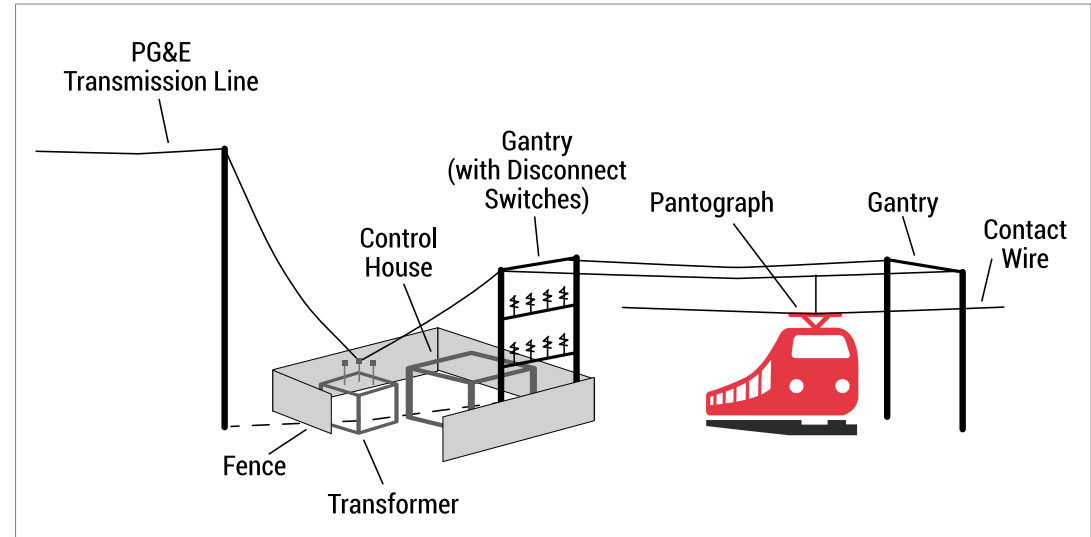 PG&E
Transmission Line
Gantry
(with Disconnect
Switches)
Pantograph
Gantry
Contact
Wire
Control
House
Fence
Transformer